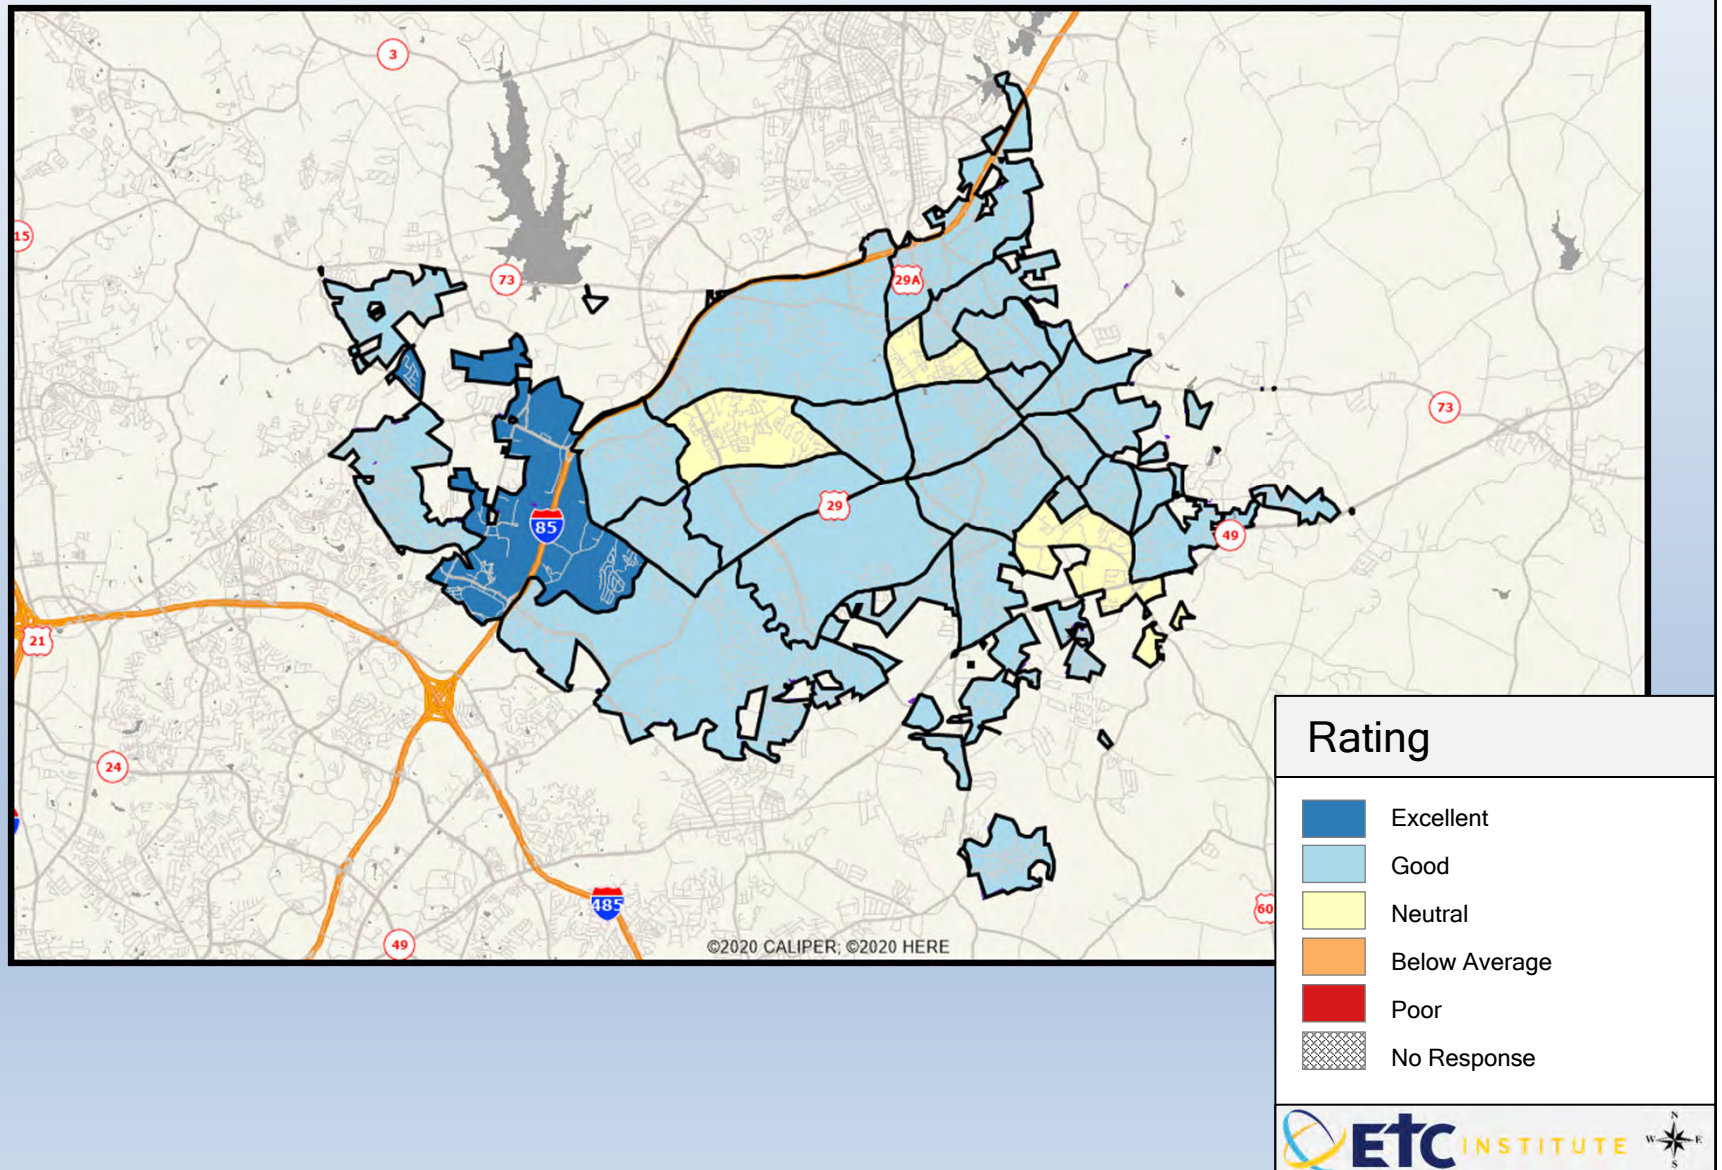 3
15
73
29A
73
29
85
49
21
24
485
49
60
©2020 CALIPER; ©2020 HERE
Rating
Excellent
Good
Neutral
Below Average
Poor
No Response
ETC INSTITUTE
N
W E
S